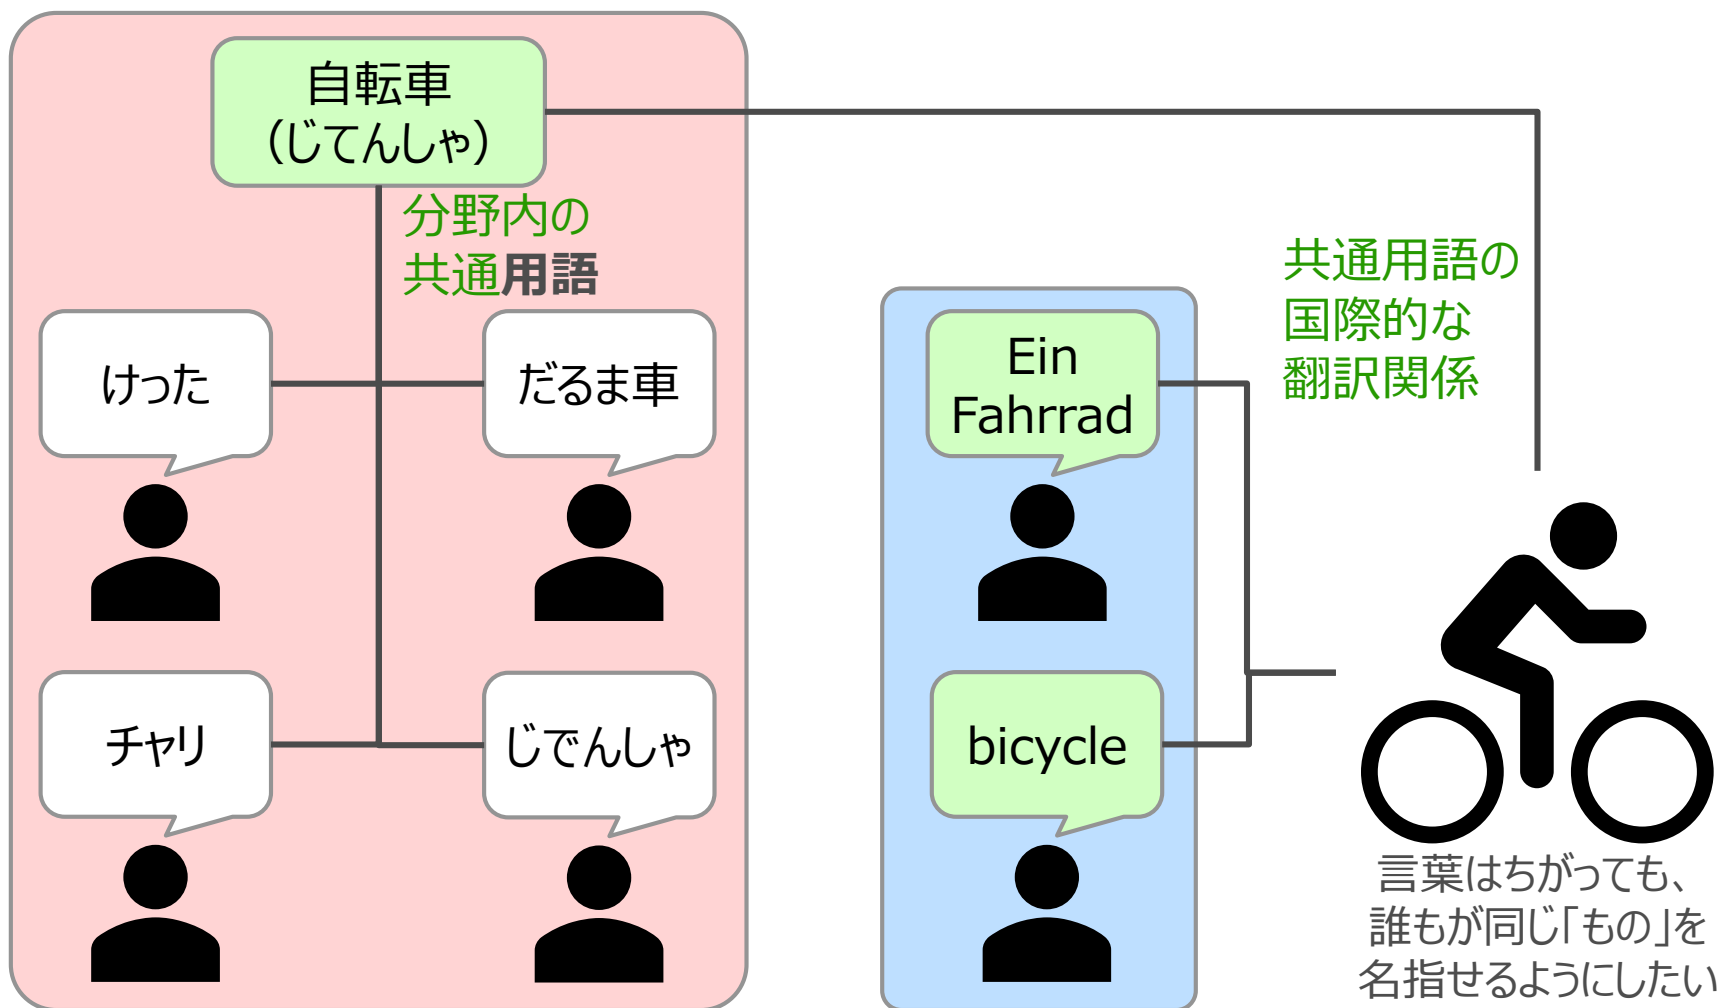 自転車
（じてんしゃ）
分野内の
共通用語
けった
だるま車
チャリ
じでんしゃ
Ein
Fahrrad
bicycle
共通用語の
国際的な
翻訳関係
言葉はちがっても、
誰もが同じ「もの」を
名指せるようにしたい